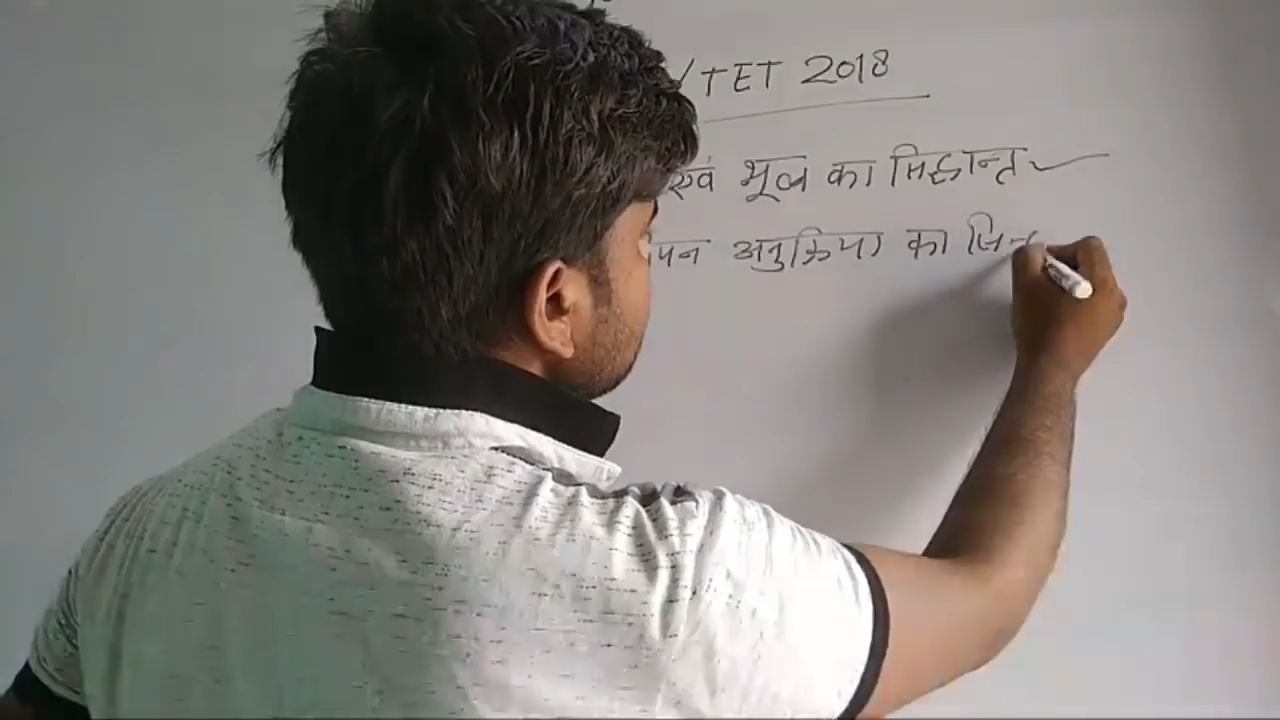 /TET 2018
एवं भूल का सिद्धान्त
पन अनुक्रिया का